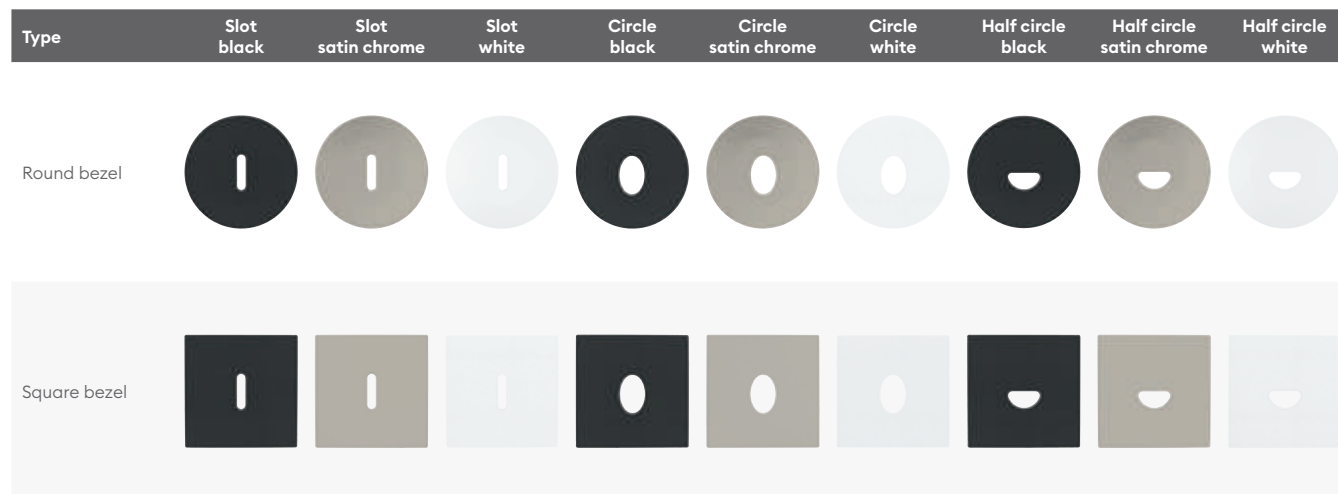 Type
Slot
black
Slot
satin chrome
Slot
white
Circle
black
Circle
satin chrome
Circle
white
Half circle
black
Half circle
satin chrome
Half circle
white
Round bezel
Square bezel